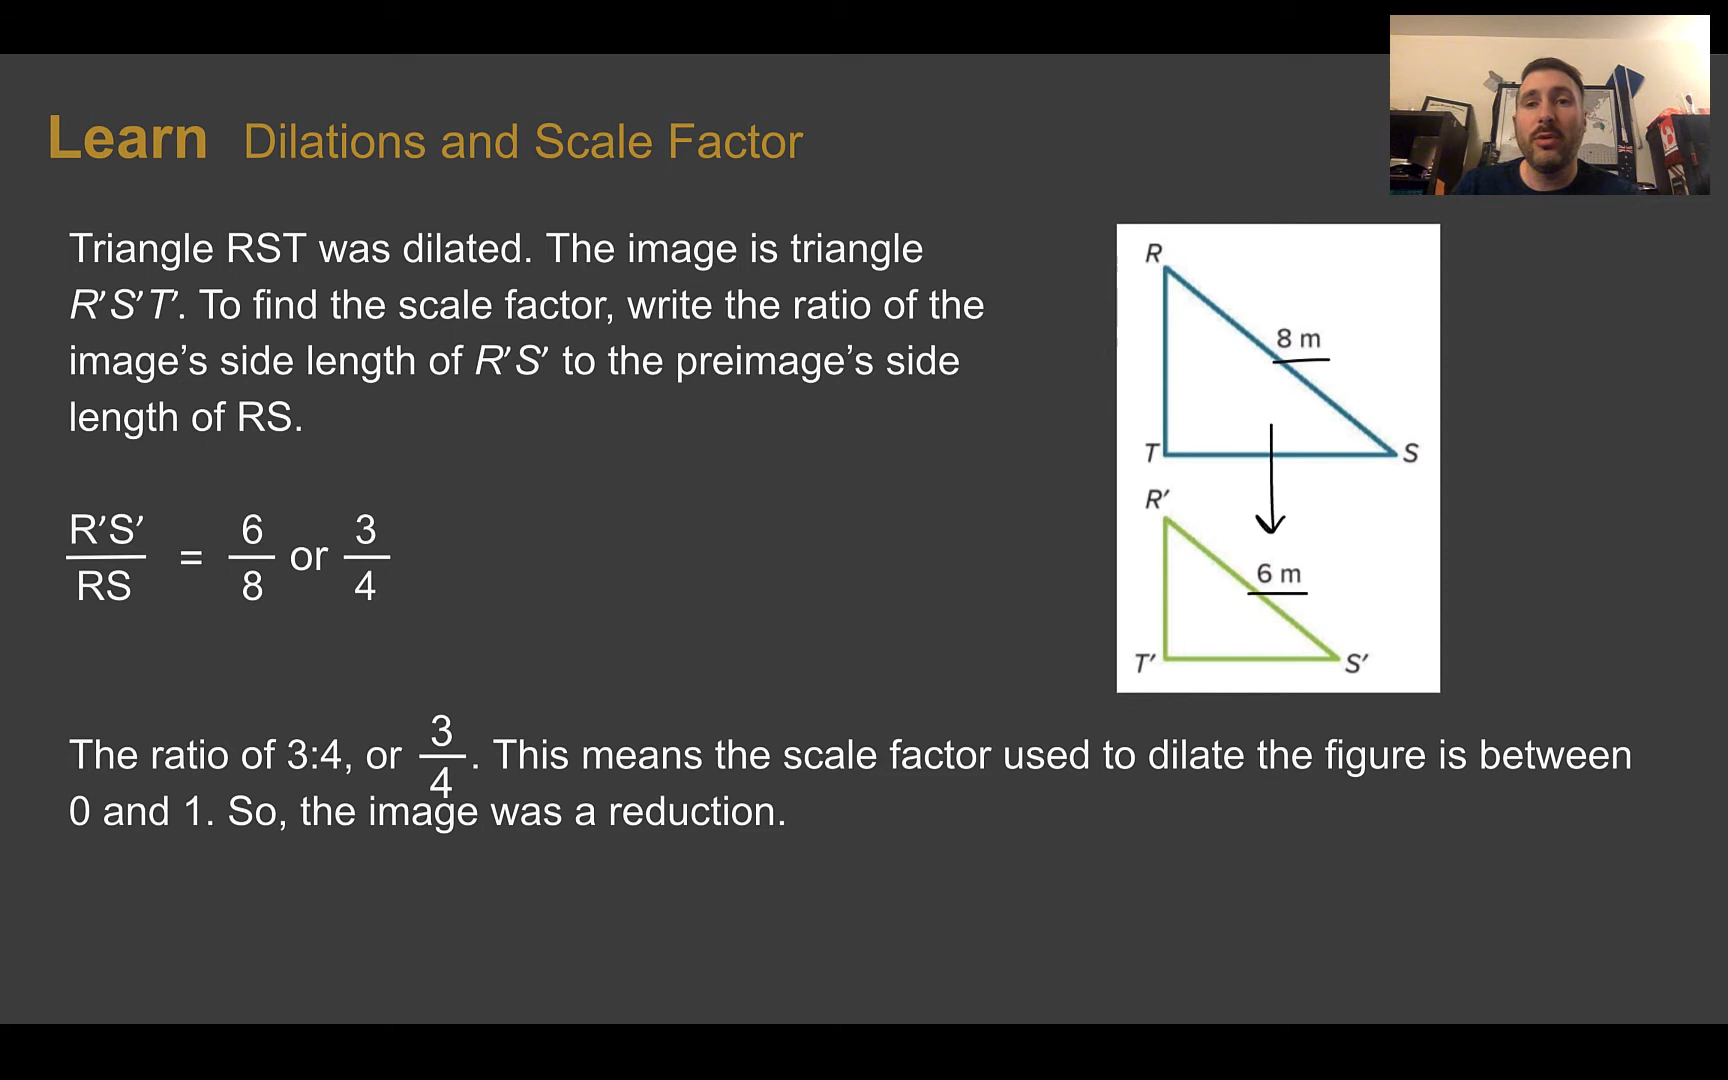 Learn Dilations and Scale Factor
Triangle RST was dilated. The image is triangle
R′S′T′. To find the scale factor, write the ratio of the
image’s side length of R′S′ to the preimage’s side
length of RS.
R′S′/RS = 6/8 or 3/4
The ratio of 3:4, or 3/4. This means the scale factor used to dilate the figure is between
0 and 1. So, the image was a reduction.
R
8 m
T S
R′
6 m
T′ S′